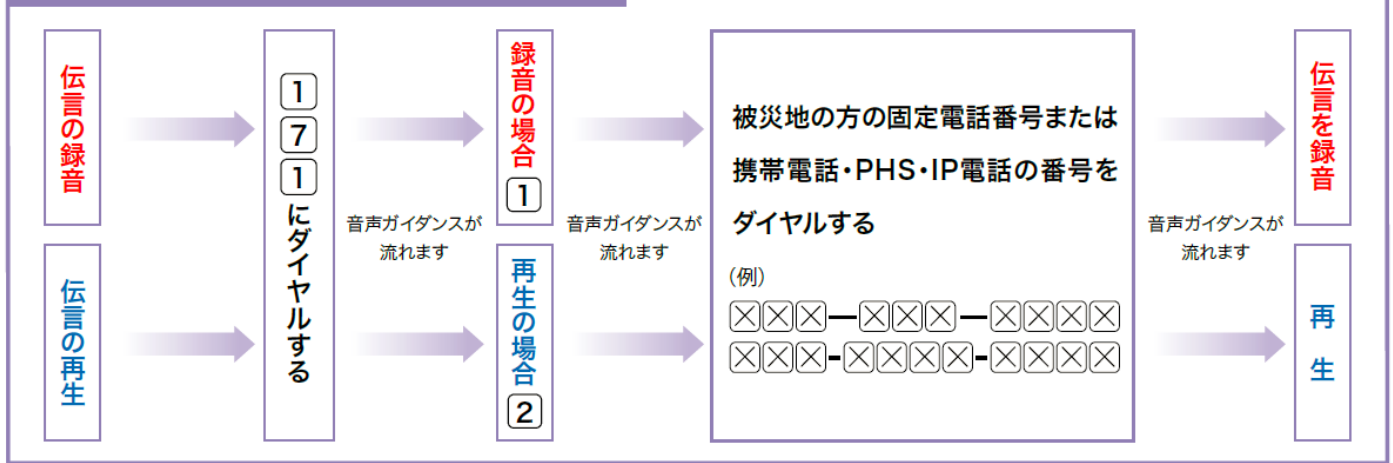 伝言の録音
伝言の再生
171にダイヤルする
音声ガイダンスが
流れます
録音の場合1
再生の場合2
音声ガイダンスが
流れます
被災地の方の固定電話番号または
携帯電話・PHS・IP電話の番号を
ダイヤルする
（例）
×××―×××―××××
×××-××××-××××
音声ガイダンスが
流れます
伝言を録音
再生